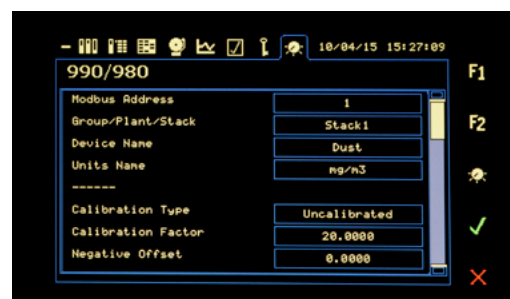 10/04/15 15:27:09
990/980
F1
Modbus Address 1
Group/Plant/Stack Stack1
F2
Device Name Dust
Units Name mg/m3
------
Calibration Type Uncalibrated
Calibration Factor 20.0000
Negative Offset 0.0000